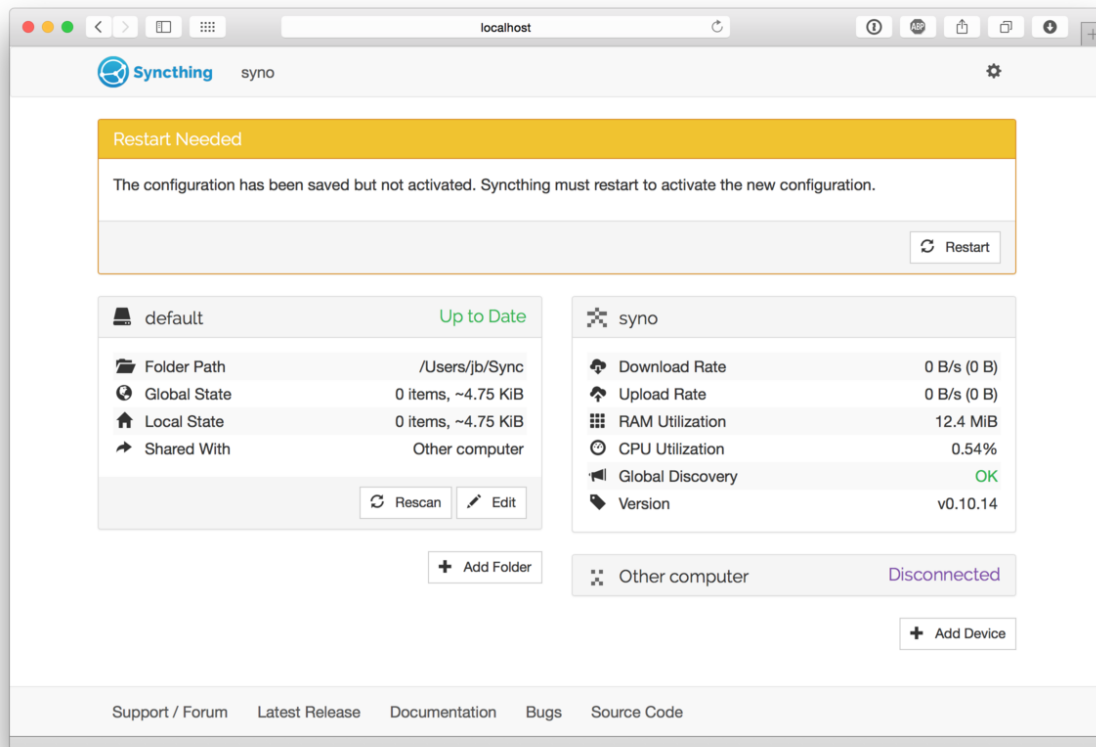 localhost
ABP
Syncthing syno
Restart Needed
The configuration has been saved but not activated. Syncthing must restart to activate the new configuration.
Restart
default Up to Date
Folder Path /Users/jb/Sync
Global State 0 items, ~4.75 KiB
Local State 0 items, ~4.75 KiB
Shared With Other computer
Rescan Edit
Add Folder
syno
Download Rate 0 B/s (0 B)
Upload Rate 0 B/s (0 B)
RAM Utilization 12.4 MiB
CPU Utilization 0.54%
Global Discovery OK
Version v0.10.14
Other computer Disconnected
Add Device
Support / Forum Latest Release Documentation Bugs Source Code